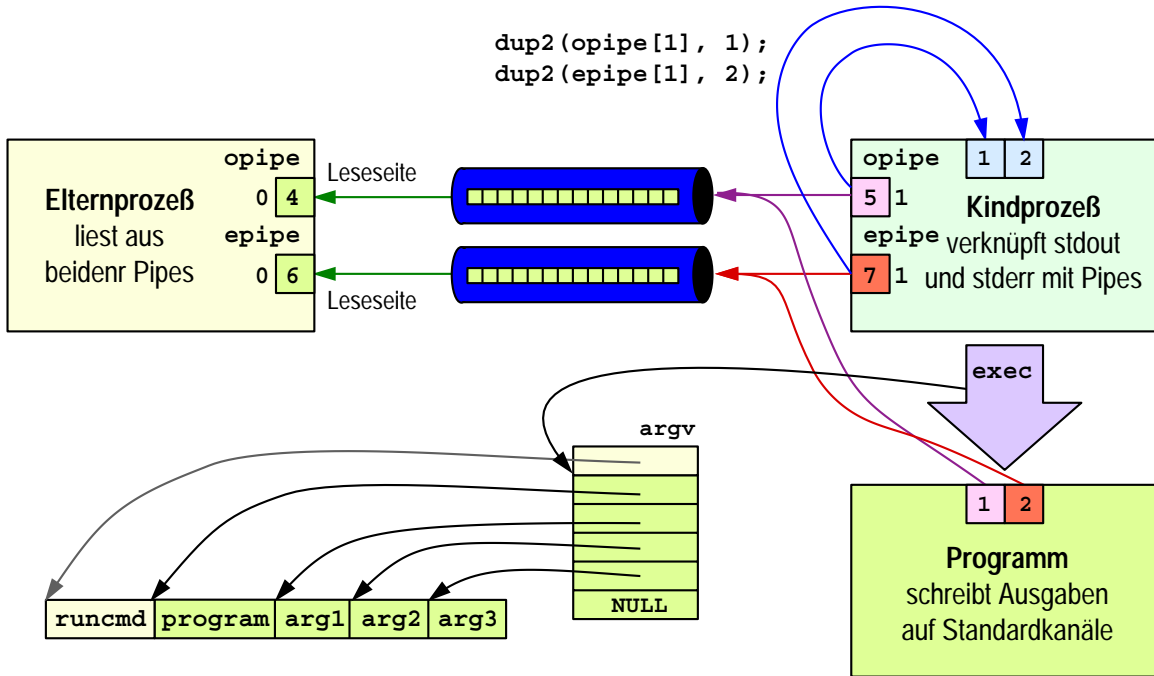 dup2(opipe[1], 1);
dup2(epipe[1], 2);
opipe
Elternprozeß
liest aus
beidenr Pipes
0 4
epipe
0 6
Leseseite
Leseseite
1 2
opipe
5 1
Kindprozeß
epipe
verknüpft stdout
7 1
und stderr mit Pipes
exec
argv
NULL
runcmd program arg1 arg2 arg3
1 2
Programm
schreibt Ausgaben
auf Standardkanäle